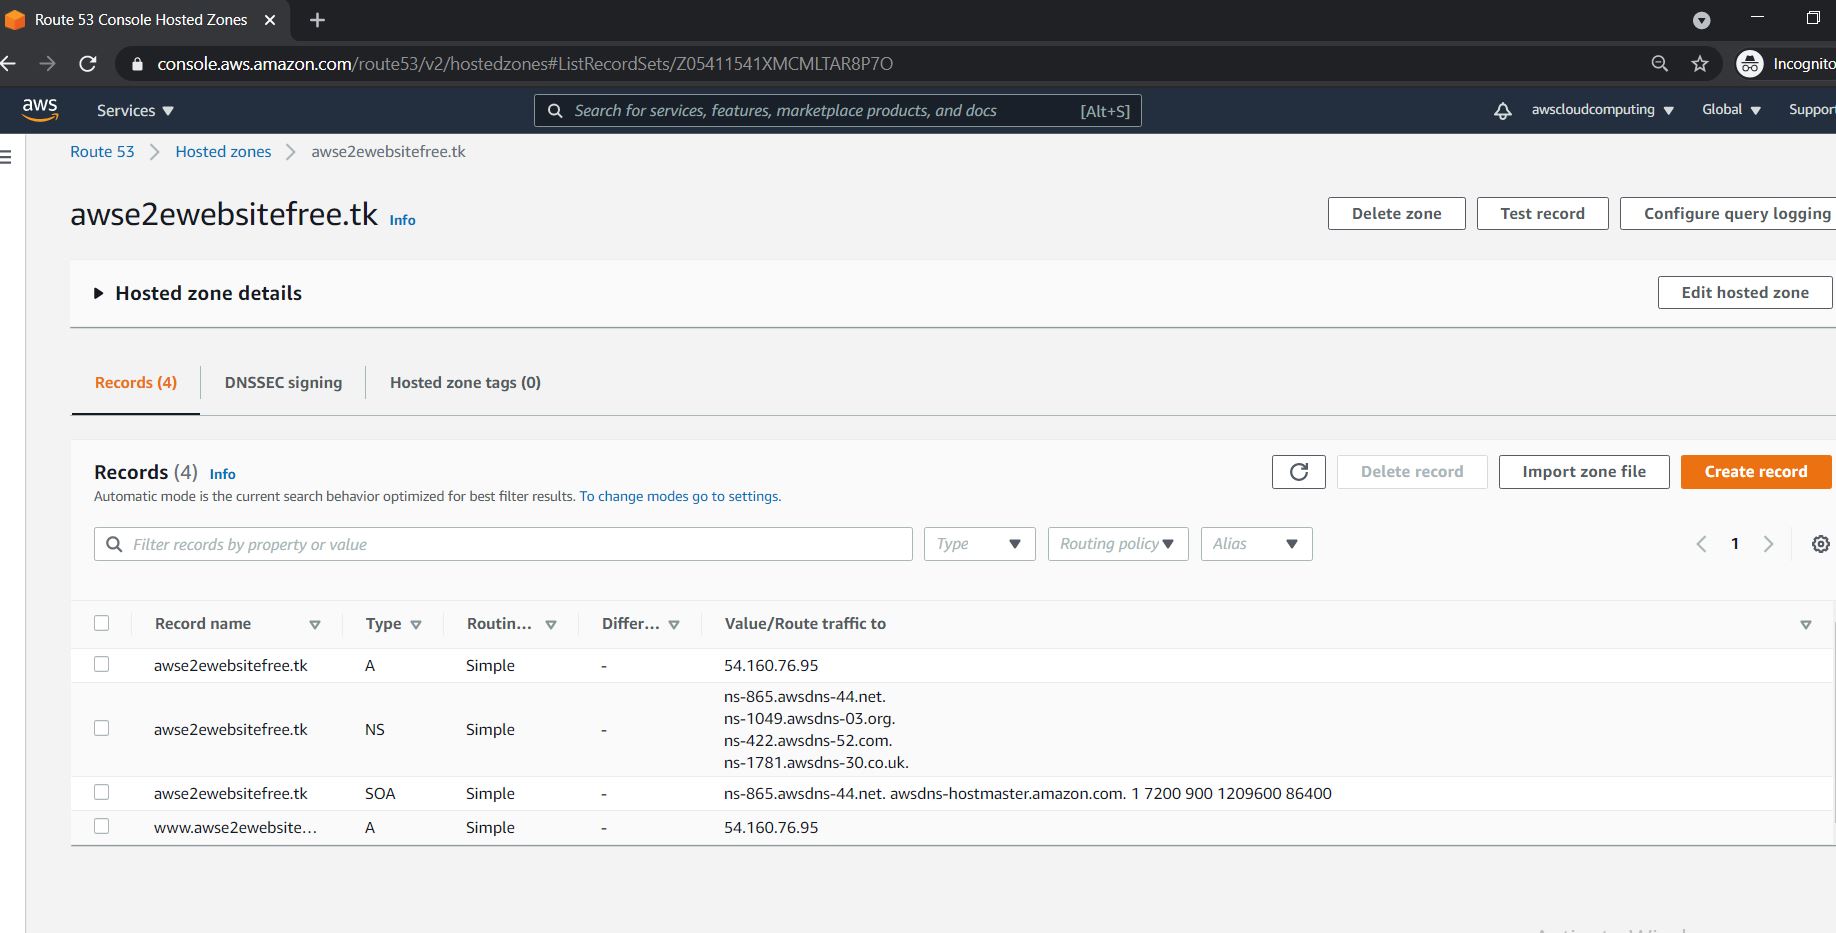 Route 53 Console Hosted Zones
console.aws.amazon.com/route53/v2/hostedzones#ListRecordSets/Z05411541XMCMLTAR8P7O
Incognito
aws Services Search for services, features, marketplace products, and docs [Alt+S] awscloudcomputing Global Support
Route 53 Hosted zones awse2ewebsitefree.tk
awse2ewebsitefree.tk Info Delete zone Test record Configure query logging
Hosted zone details Edit hosted zone
Records (4) DNSSEC signing Hosted zone tags (0)
Records (4) Info Delete record Import zone file Create record
Automatic mode is the current search behavior optimized for best filter results. To change modes go to settings.
Filter records by property or value Type Routing policy Alias 1
Record name Type Routin... Differ... Value/Route traffic to
awse2ewebsitefree.tk A Simple - 54.160.76.95
ns-865.awsdns-44.net.
ns-1049.awsdns-03.org.
awse2ewebsitefree.tk NS Simple -
ns-422.awsdns-52.com.
ns-1781.awsdns-30.co.uk.
awse2ewebsitefree.tk SOA Simple - ns-865.awsdns-44.net. awsdns-hostmaster.amazon.com. 1 7200 900 1209600 86400
www.awse2ewebsite... A Simple - 54.160.76.95